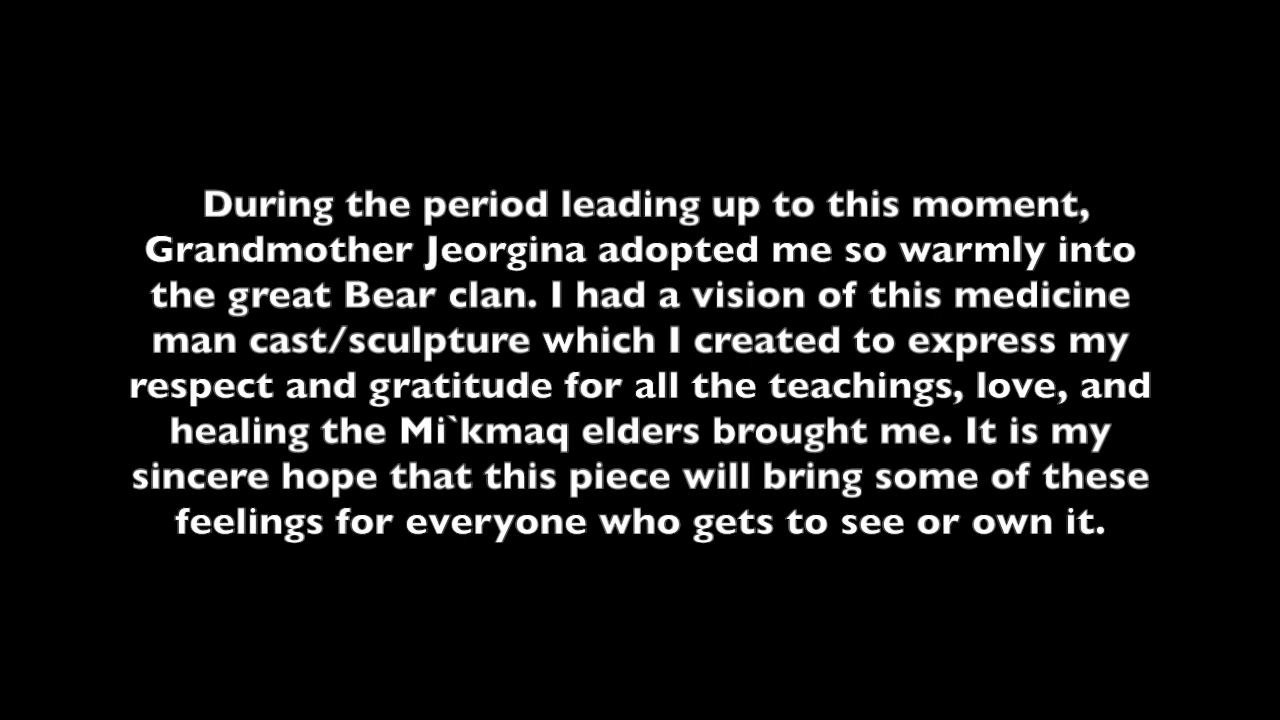 During the period leading up to this moment,
Grandmother Jeorgina adopted me so warmly into
the great Bear clan. I had a vision of this medicine
man cast/sculpture which I created to express my
respect and gratitude for all the teachings, love, and
healing the Mi`kmaq elders brought me. It is my
sincere hope that this piece will bring some of these
feelings for everyone who gets to see or own it.